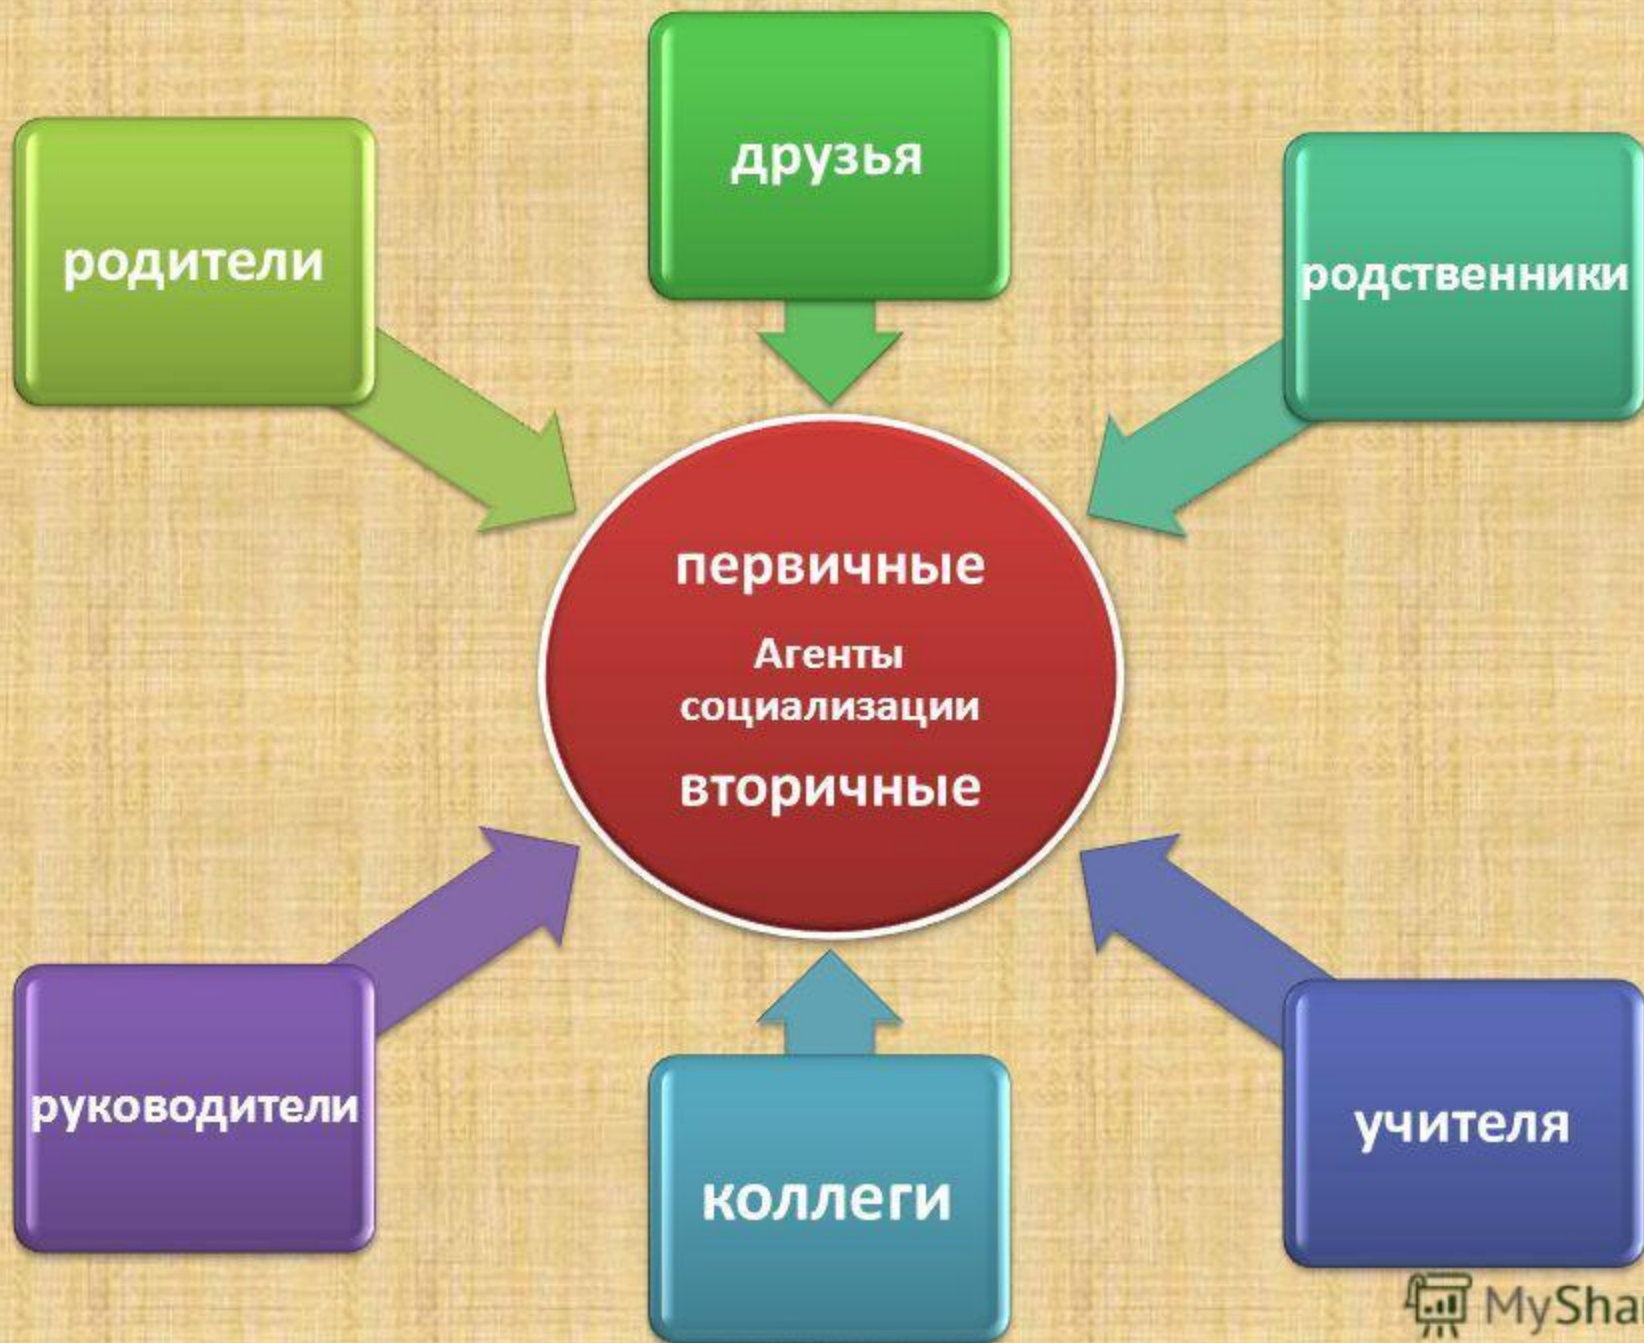 друзья
родители
родственники
первичные
Агенты
социализации
вторичные
руководители
коллеги
учителя
MySha